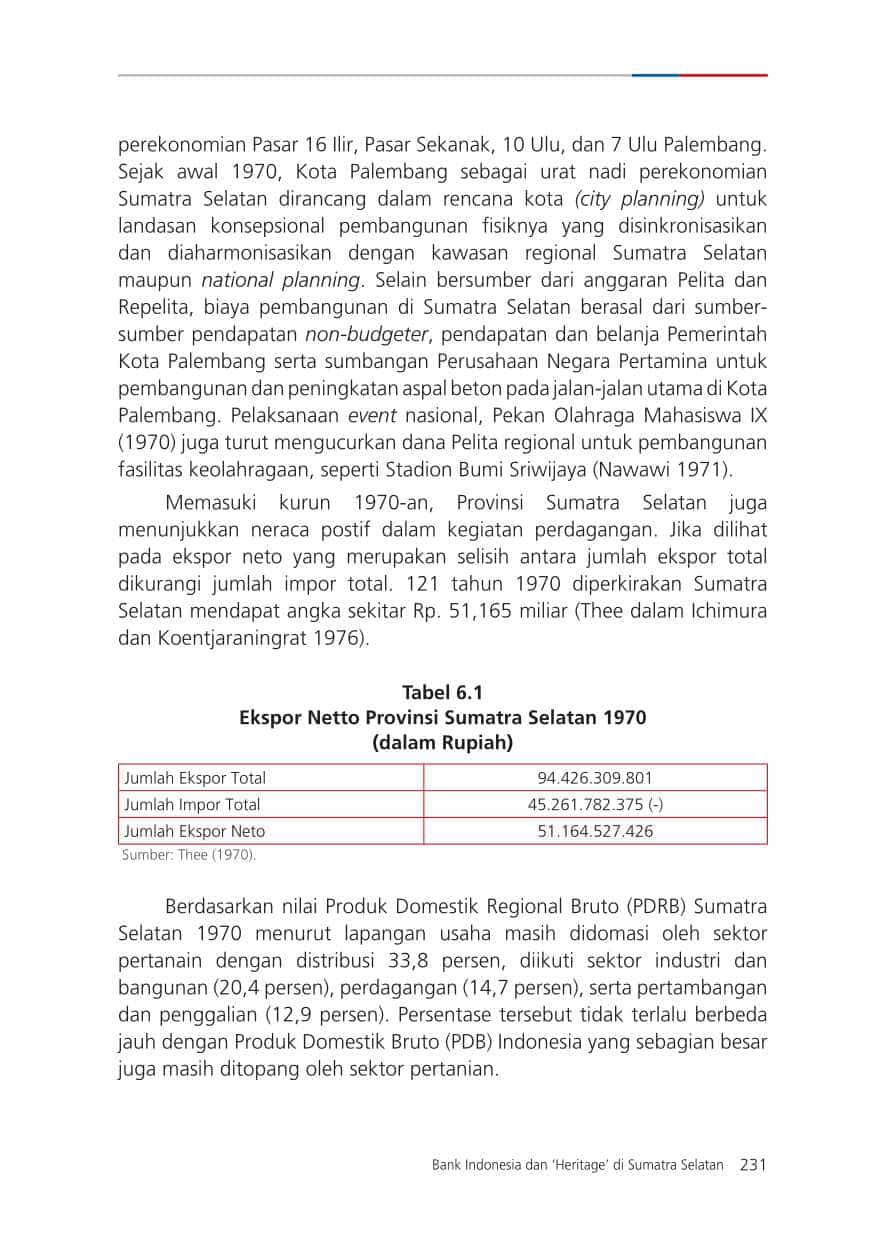 perekonomian Pasar 16 Ilir, Pasar Sekanak, 10 Ulu, dan 7 Ulu Palembang.
Sejak awal 1970, Kota Palembang sebagai urat nadi perekonomian
Sumatra Selatan dirancang dalam rencana kota (city planning) untuk
landasan konsepsional pembangunan fisiknya yang disinkronisasikan
dan diaharmonisasikan dengan kawasan regional Sumatra Selatan
maupun national planning. Selain bersumber dari anggaran Pelita dan
Repelita, biaya pembangunan di Sumatra Selatan berasal dari sumber-
sumber pendapatan non-budgeter, pendapatan dan belanja Pemerintah
Kota Palembang serta sumbangan Perusahaan Negara Pertamina untuk
pembangunan dan peningkatan aspal beton pada jalan-jalan utama di Kota
Palembang. Pelaksanaan event nasional, Pekan Olahraga Mahasiswa IX
(1970) juga turut mengucurkan dana Pelita regional untuk pembangunan
fasilitas keolahragaan, seperti Stadion Bumi Sriwijaya (Nawawi 1971).
Memasuki kurun 1970-an, Provinsi Sumatra Selatan juga
menunjukkan neraca postif dalam kegiatan perdagangan. Jika dilihat
pada ekspor neto yang merupakan selisih antara jumlah ekspor total
dikurangi jumlah impor total. 121 tahun 1970 diperkirakan Sumatra
Selatan mendapat angka sekitar Rp. 51,165 miliar (Thee dalam Ichimura
dan Koentjaraningrat 1976).
Tabel 6.1
Ekspor Netto Provinsi Sumatra Selatan 1970
(dalam Rupiah)
Jumlah Ekspor Total 94.426.309.801
Jumlah Impor Total 45.261.782.375 (-)
Jumlah Ekspor Neto 51.164.527.426
Sumber: Thee (1970).
Berdasarkan nilai Produk Domestik Regional Bruto (PDRB) Sumatra
Selatan 1970 menurut lapangan usaha masih didomasi oleh sektor
pertanain dengan distribusi 33,8 persen, diikuti sektor industri dan
bangunan (20,4 persen), perdagangan (14,7 persen), serta pertambangan
dan penggalian (12,9 persen). Persentase tersebut tidak terlalu berbeda
jauh dengan Produk Domestik Bruto (PDB) Indonesia yang sebagian besar
juga masih ditopang oleh sektor pertanian.
Bank Indonesia dan ‘Heritage’ di Sumatra Selatan 231